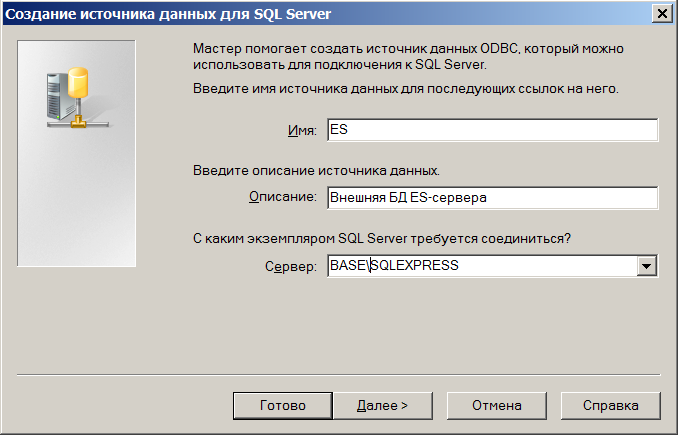 Создание источника данных для SQL Server
Мастер помогает создать источник данных ODBC, который можно
использовать для подключения к SQL Server.
Введите имя источника данных для последующих ссылок на него.
Имя: ES
Введите описание источника данных.
Описание: Внешняя БД ES-сервера
С каким экземпляром SQL Server требуется соединиться?
Сервер: BASE\SQLEXPRESS
Готово Далее > Отмена Справка